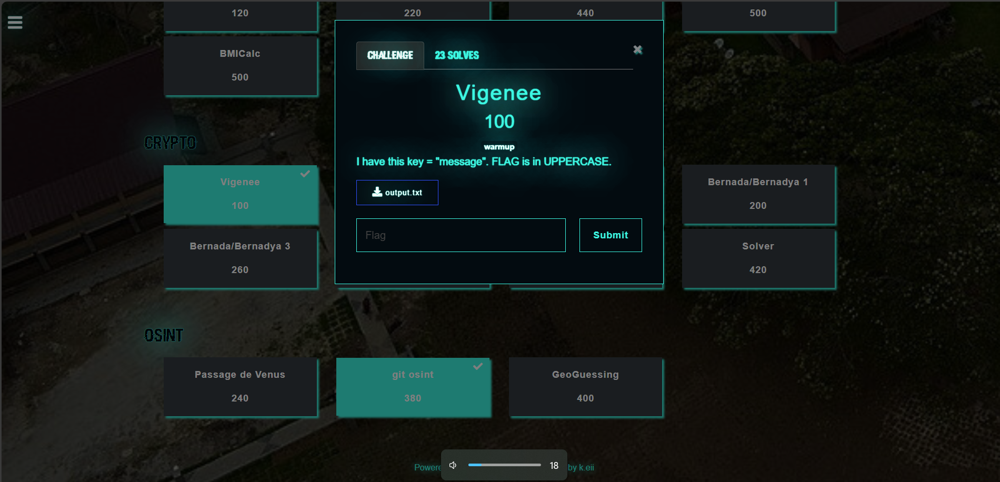 120
220
440
500
BMICalc
500
CHALLENGE
23 SOLVES
Vigenee
100
warmup
I have this key = "message". FLAG is in UPPERCASE.
output.txt
Flag
Submit
CRYPTO
Vigenee
100
Bernada/Bernadya 1
200
Bernada/Bernadya 3
260
Solver
420
OSINT
Passage de Venus
240
git osint
380
GeoGuessing
400
Powere
18
by k.eii